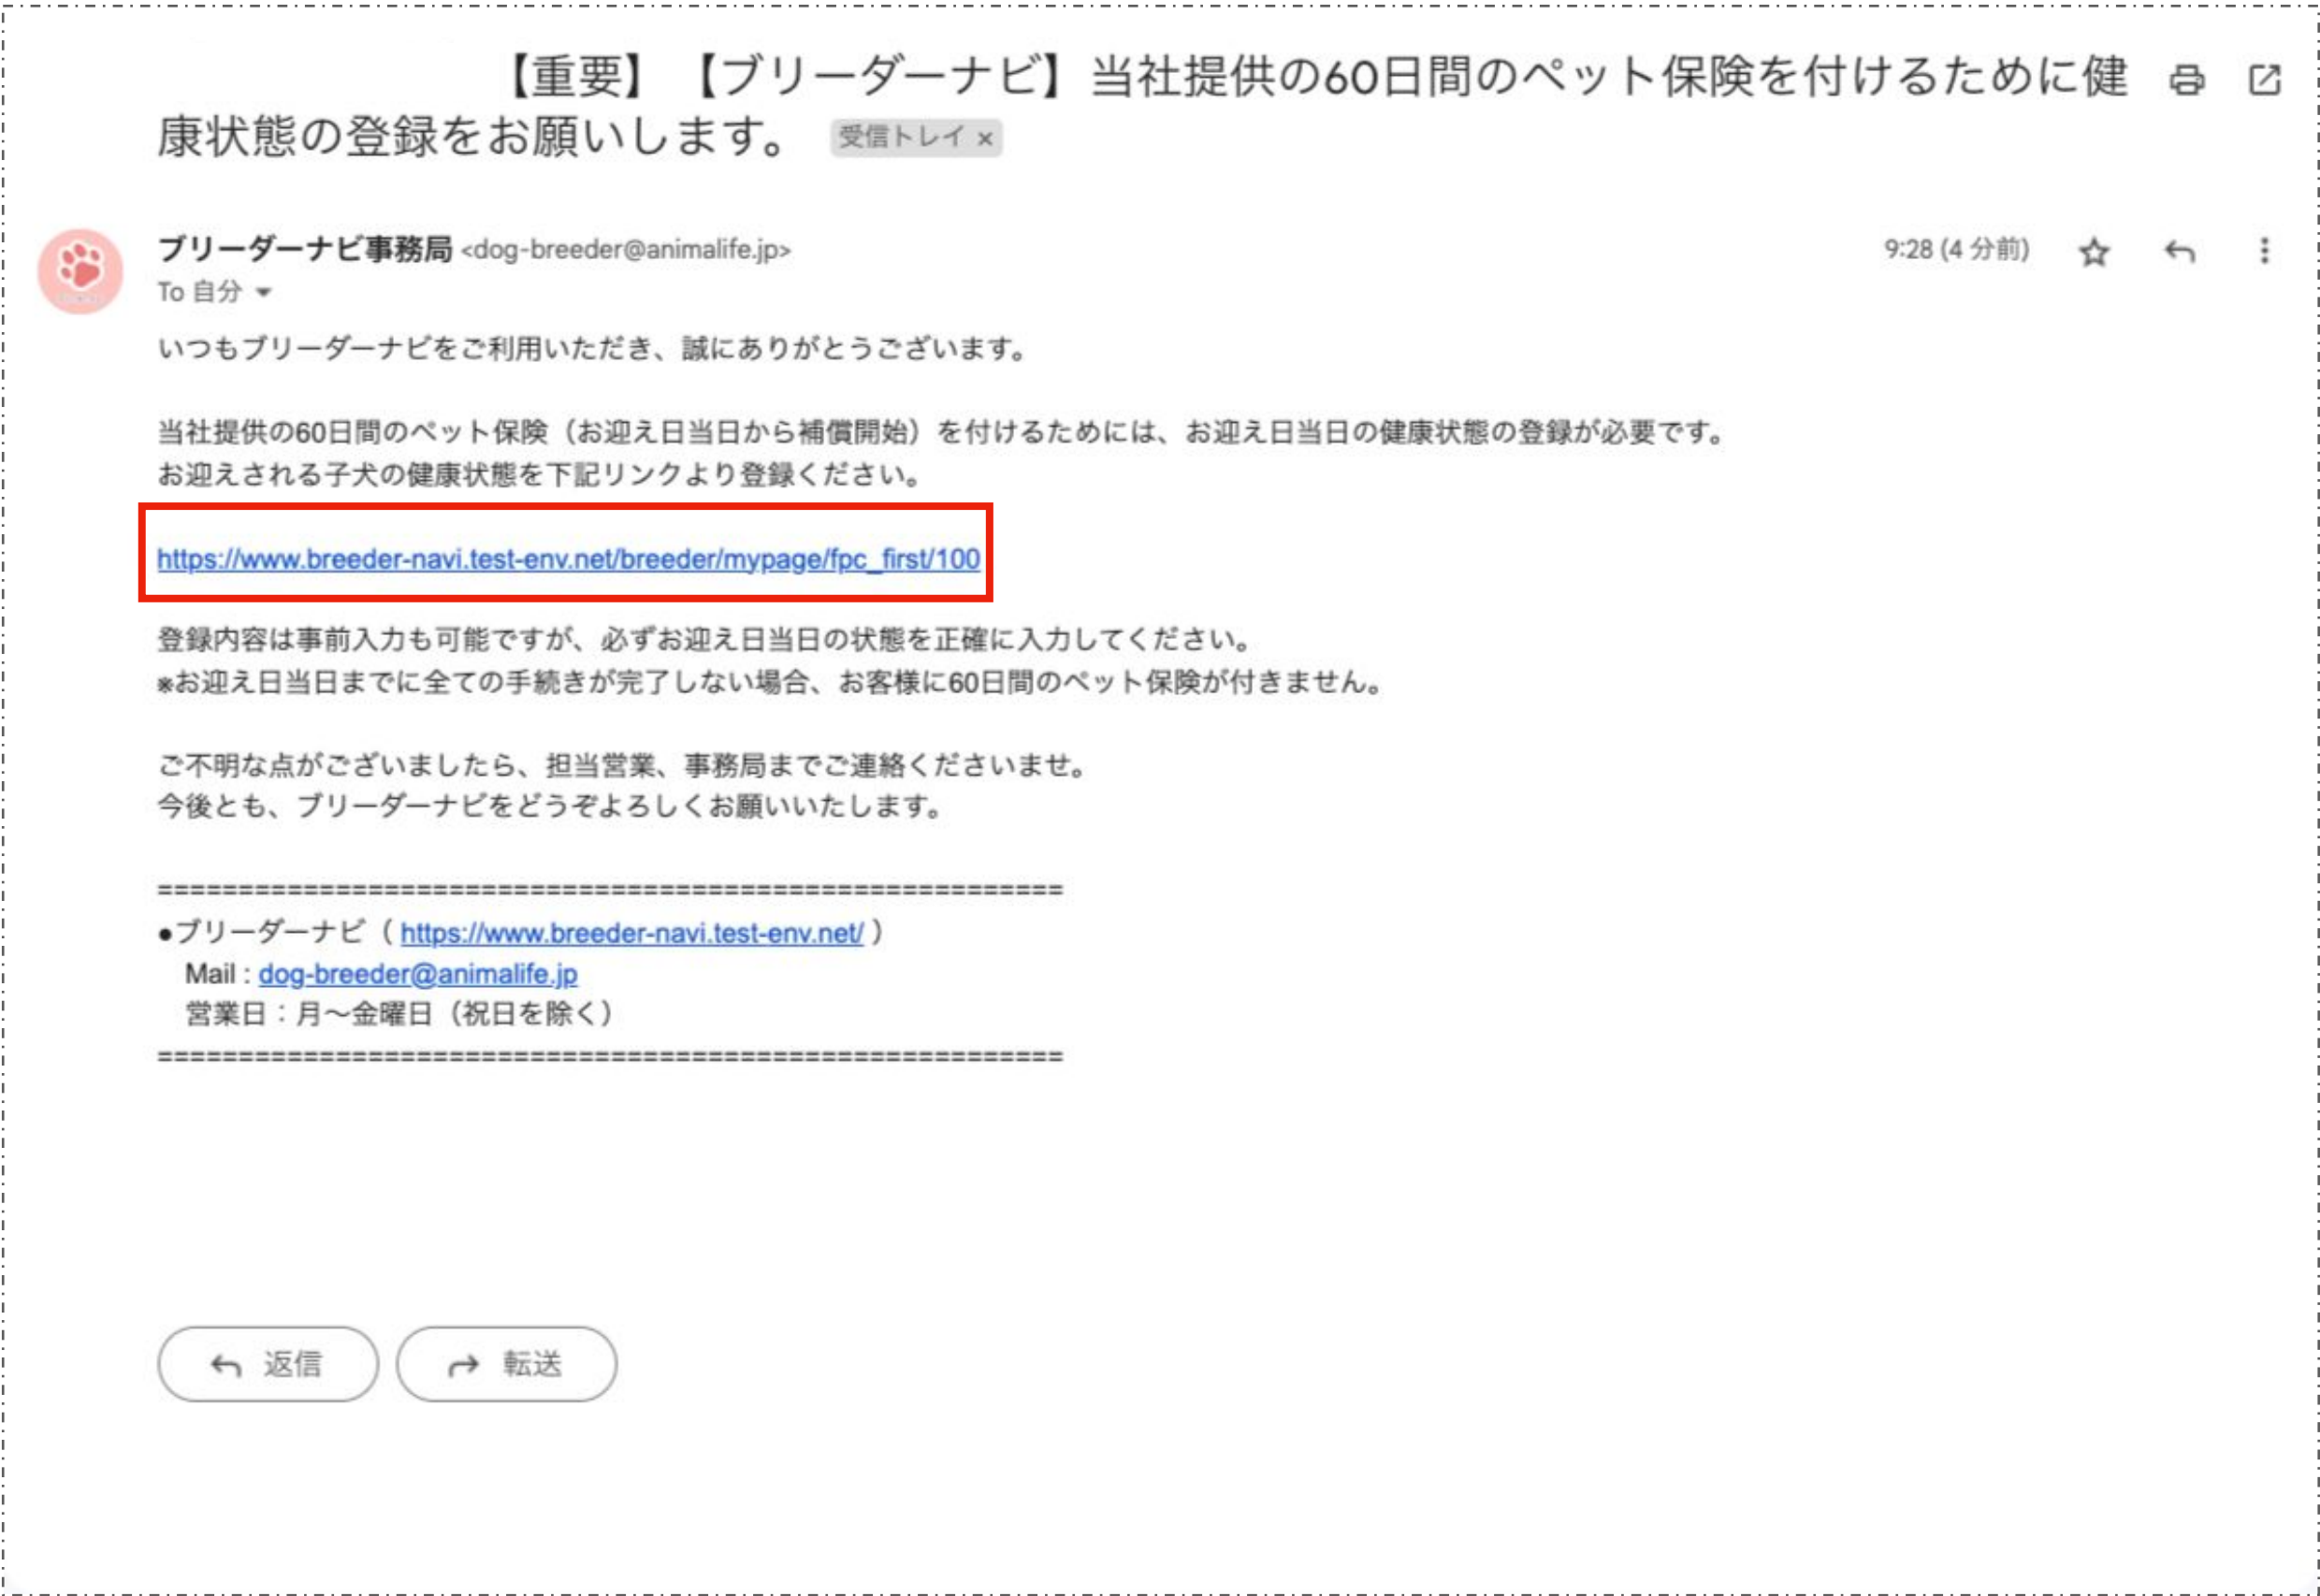 【重要】【ブリーダーナビ】当社提供の60日間のペット保険を付けるために健
康状態の登録をお願いします。 受信トレイ ×
ブリーダーナビ事務局 <dog-breeder@animalife.jp>
9:28 (4 分前)
To 自分
いつもブリーダーナビをご利用いただき、誠にありがとうございます。
当社提供の60日間のペット保険（お迎え日当日から補償開始）を付けるためには、お迎え日当日の健康状態の登録が必要です。
お迎えされる子犬の健康状態を下記リンクより登録ください。
https://www.breeder-navi.test-env.net/breeder/mypage/fpc_first/100
登録内容は事前入力も可能ですが、必ずお迎え日当日の状態を正確に入力してください。
※お迎え日当日までに全ての手続きが完了しない場合、お客様に60日間のペット保険が付きません。
ご不明な点がございましたら、担当営業、事務局までご連絡くださいませ。
今後とも、ブリーダーナビをどうぞよろしくお願いいたします。
========================================================
●ブリーダーナビ（ https://www.breeder-navi.test-env.net/ ）
Mail : dog-breeder@animalife.jp
営業日：月〜金曜日（祝日を除く）
========================================================
返信
転送